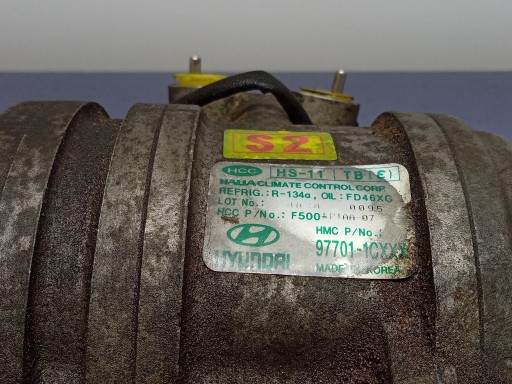 S2
HCC HS-11 TB(E)
HALLA CLIMATE CONTROL CORP.
REFRIG.:R-134a, OIL:FD46XG
LOT No.: 0095
HCC P/No.: F500
HMC P/No.:
97701-1CXXX
HYUNDAI
MADE IN KOREA